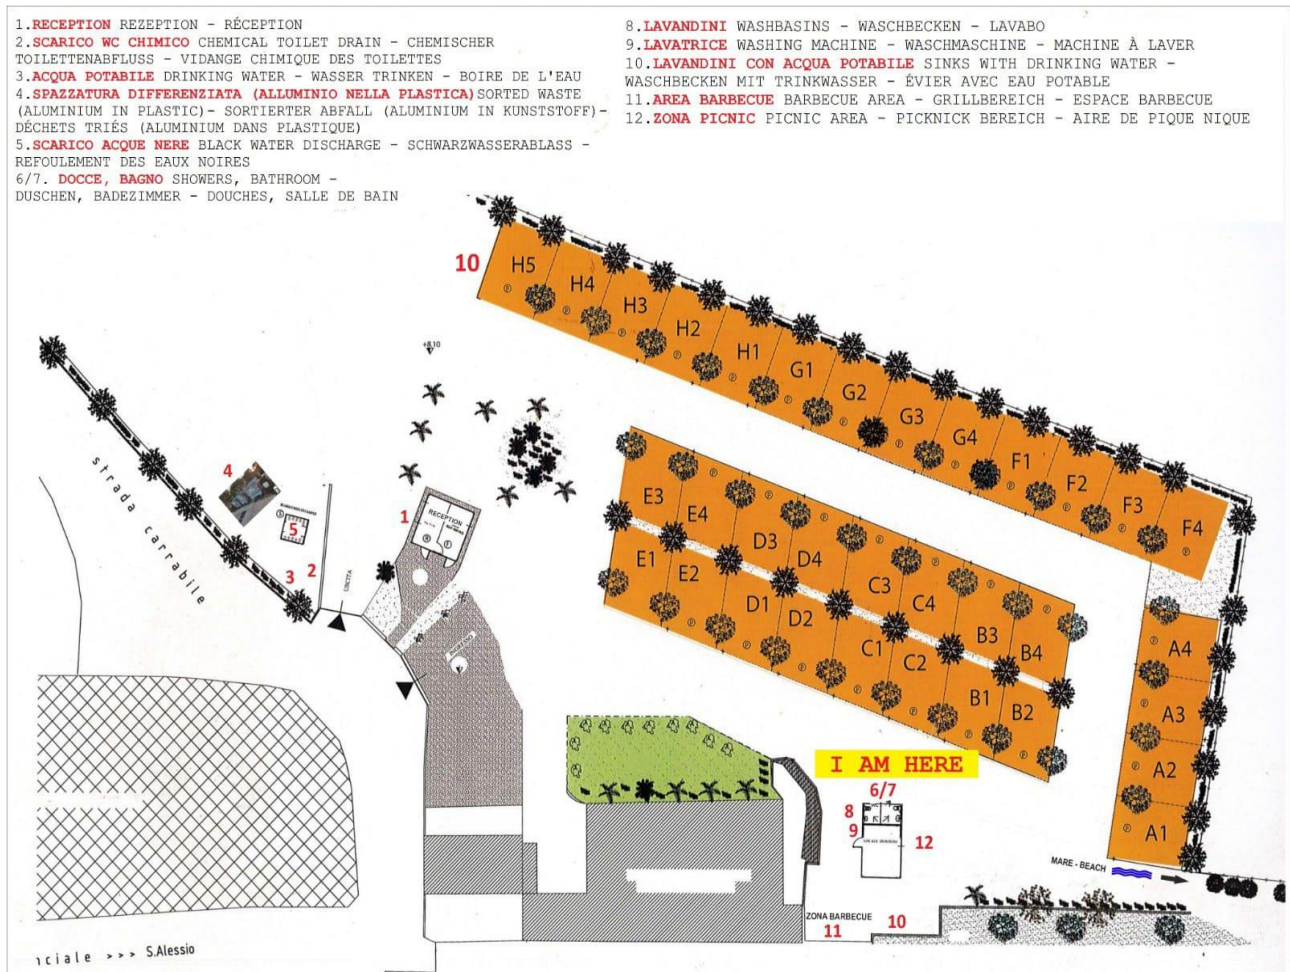 1.RECEPTION REZEPTION - RÉCEPTION
2.SCARICO WC CHIMICO CHEMICAL TOILET DRAIN - CHEMISCHER
TOILETTENABFLUSS - VIDANGE CHIMIQUE DES TOILETTES
3.ACQUA POTABILE DRINKING WATER - WASSER TRINKEN - BOIRE DE L'EAU
4.SPAZZATURA DIFFERENZIATA (ALLUMINIO NELLA PLASTICA)SORTED WASTE
(ALUMINIUM IN PLASTIC)- SORTIERTER ABFALL (ALUMINIUM IN KUNSTSTOFF)-
DÉCHETS TRIÉS (ALUMINIUM DANS PLASTIQUE)
5.SCARICO ACQUE NERE BLACK WATER DISCHARGE - SCHWARZWASSERABLASS -
REFOULEMENT DES EAUX NOIRES
6/7. DOCCE, BAGNO SHOWERS, BATHROOM -
DUSCHEN, BADEZIMMER - DOUCHES, SALLE DE BAIN
8.LAVANDINI WASHBASINS - WASCHBECKEN - LAVABO
9.LAVATRICE WASHING MACHINE - WASCHMASCHINE - MACHINE À LAVER
10.LAVANDINI CON ACQUA POTABILE SINKS WITH DRINKING WATER -
WASCHBECKEN MIT TRINKWASSER - ÉVIER AVEC EAU POTABLE
11.AREA BARBECUE BARBECUE AREA - GRILLBEREICH - ESPACE BARBECUE
12.ZONA PICNIC PICNIC AREA - PICKNICK BEREICH - AIRE DE PIQUE NIQUE
10
H5
H4
H3
H2
H1
G1
G2
G3
G4
F1
F2
F3
F4
+8.10
E3
E4
D3
D4
C3
C4
B3
B4
E1
E2
D1
D2
C1
C2
B1
B2
A4
A3
A2
A1
strada carrabile
4
5
3
2
USCITA
1
RECEPTION
I AM HERE
6/7
8
9
12
MARE - BEACH
ZONA BARBECUE
11
10
nciale >>> S.Alessio